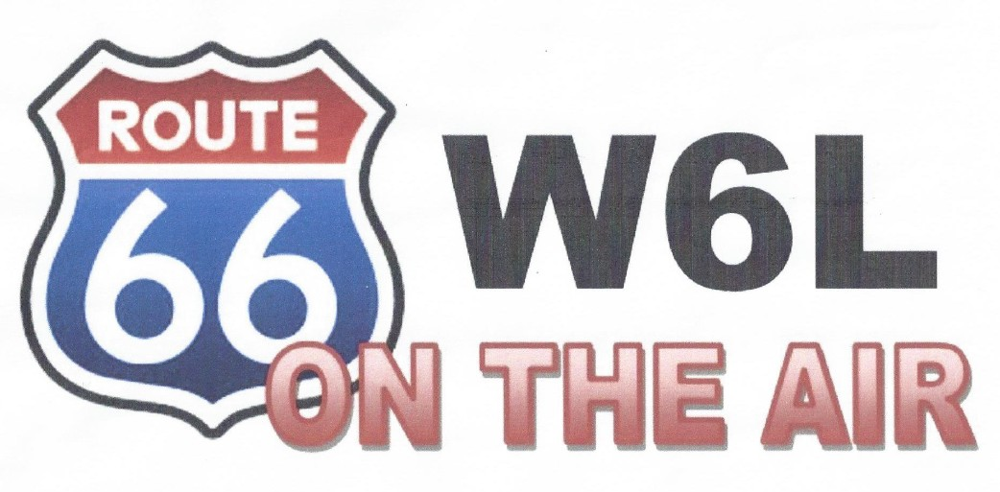 ROUTE
66
W6L
ON THE AIR